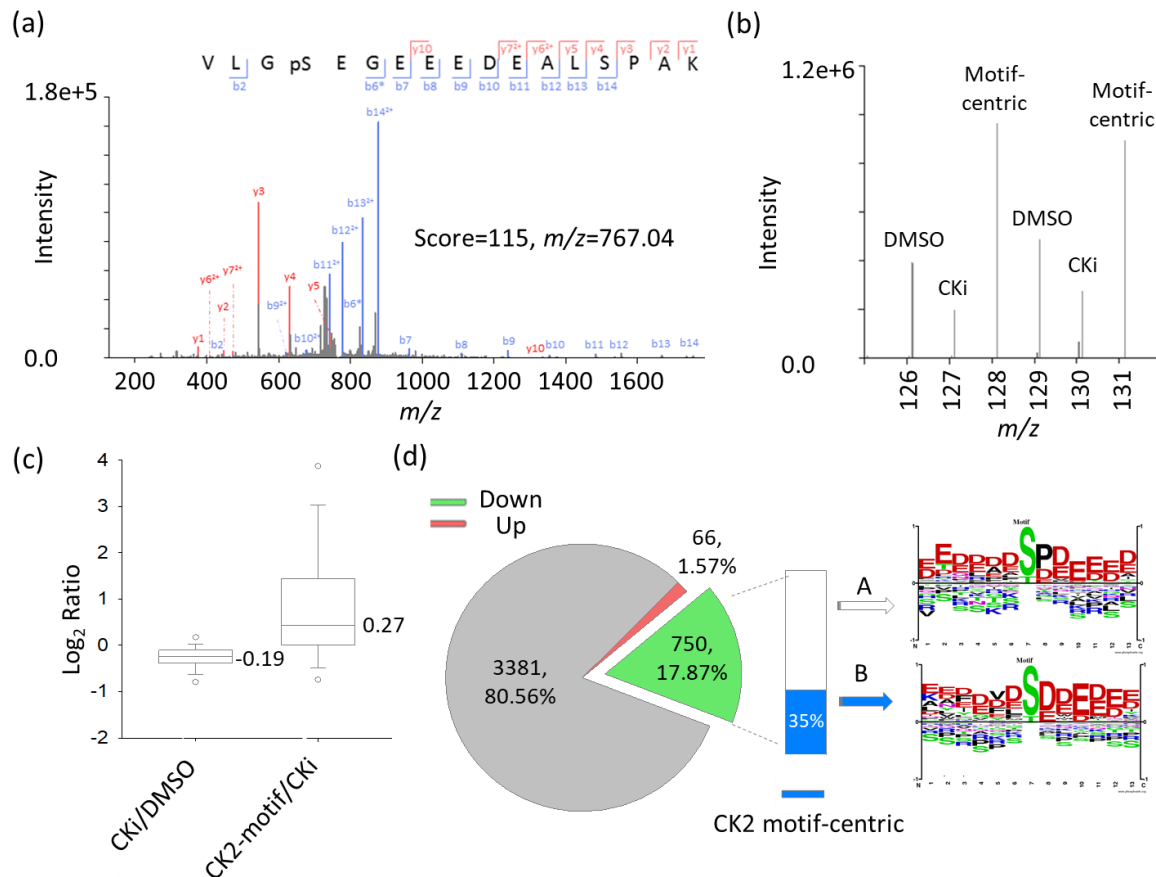 (a)
y10 y7²⁺ y6²⁺ y5 y4 y3 y2 y1
V L G pS E G E E E D E A L S P A K
b2 b6* b7 b8 b9 b10 b11 b12 b13 b14
1.8e+5
Intensity
0.0
y6²⁺
y7²⁺
y3
y1
b2
y2
b9²⁺
y4
b10²⁺
y5
b11²⁺
b12²⁺
b6*
b13²⁺
b14²⁺
b7
b8
b9
y10
b10
b11
b12
b13
b14
Score=115, m/z=767.04
200 400 600 800 1000 1200 1400 1600
m/z
(b)
1.2e+6
Intensity
0.0
DMSO
CKi
Motif-
centric
DMSO
CKi
Motif-
centric
126 127 128 129 130 131
m/z
(c)
4
3
2
1
0
-1
-2
Log₂ Ratio
-0.19
0.27
CKi/DMSO
CK2-motif/CKi
(d)
Down
Up
66,
1.57%
750,
17.87%
3381,
80.56%
35%
CK2 motif-centric
A
B
Motif
Motif